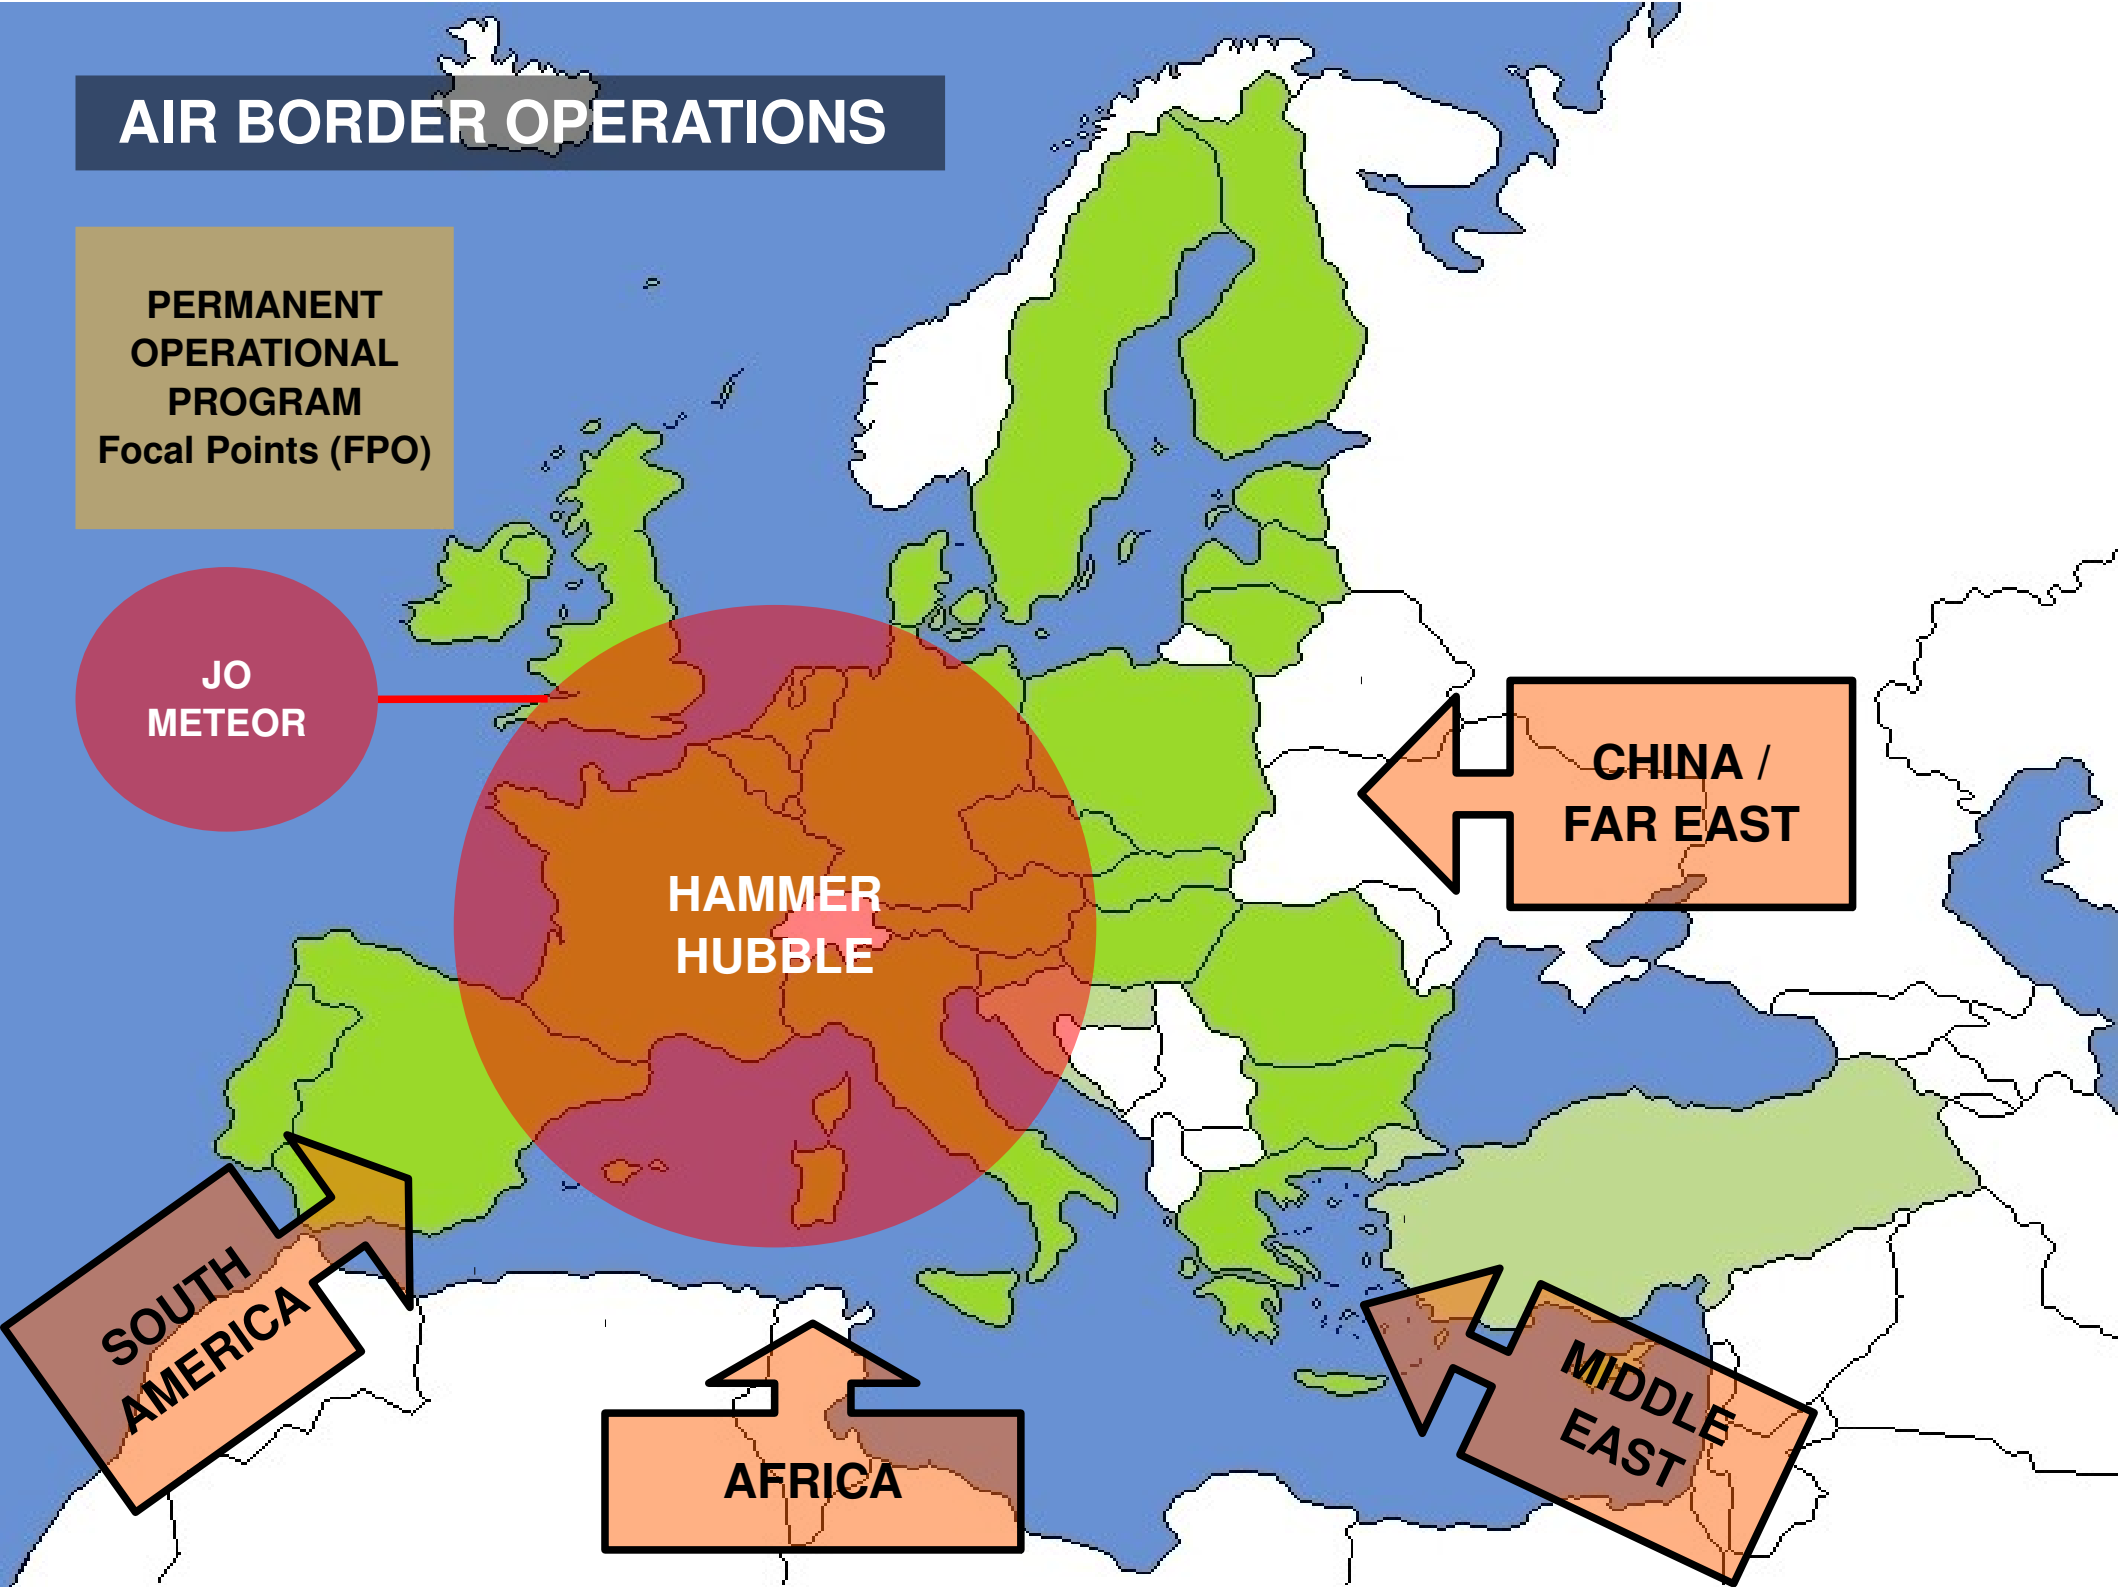 AIR BORDER OPERATIONS
PERMANENT
OPERATIONAL
PROGRAM
Focal Points (FPO)
JO
METEOR
HAMMER
HUBBLE
CHINA /
FAR EAST
SOUTH
AMERICA
AFRICA
MIDDLE
EAST